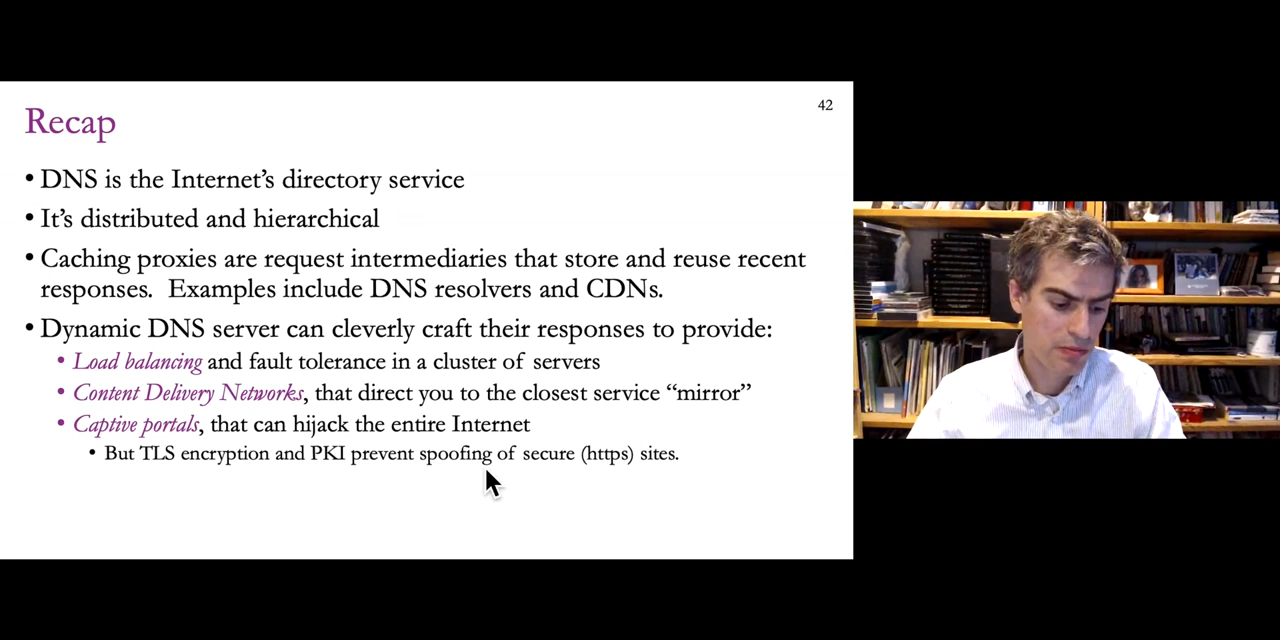 42
Recap
• DNS is the Internet’s directory service
• It’s distributed and hierarchical
• Caching proxies are request intermediaries that store and reuse recent
responses.  Examples include DNS resolvers and CDNs.
• Dynamic DNS server can cleverly craft their responses to provide:
• Load balancing and fault tolerance in a cluster of servers
• Content Delivery Networks, that direct you to the closest service “mirror”
• Captive portals, that can hijack the entire Internet
• But TLS encryption and PKI prevent spoofing of secure (https) sites.